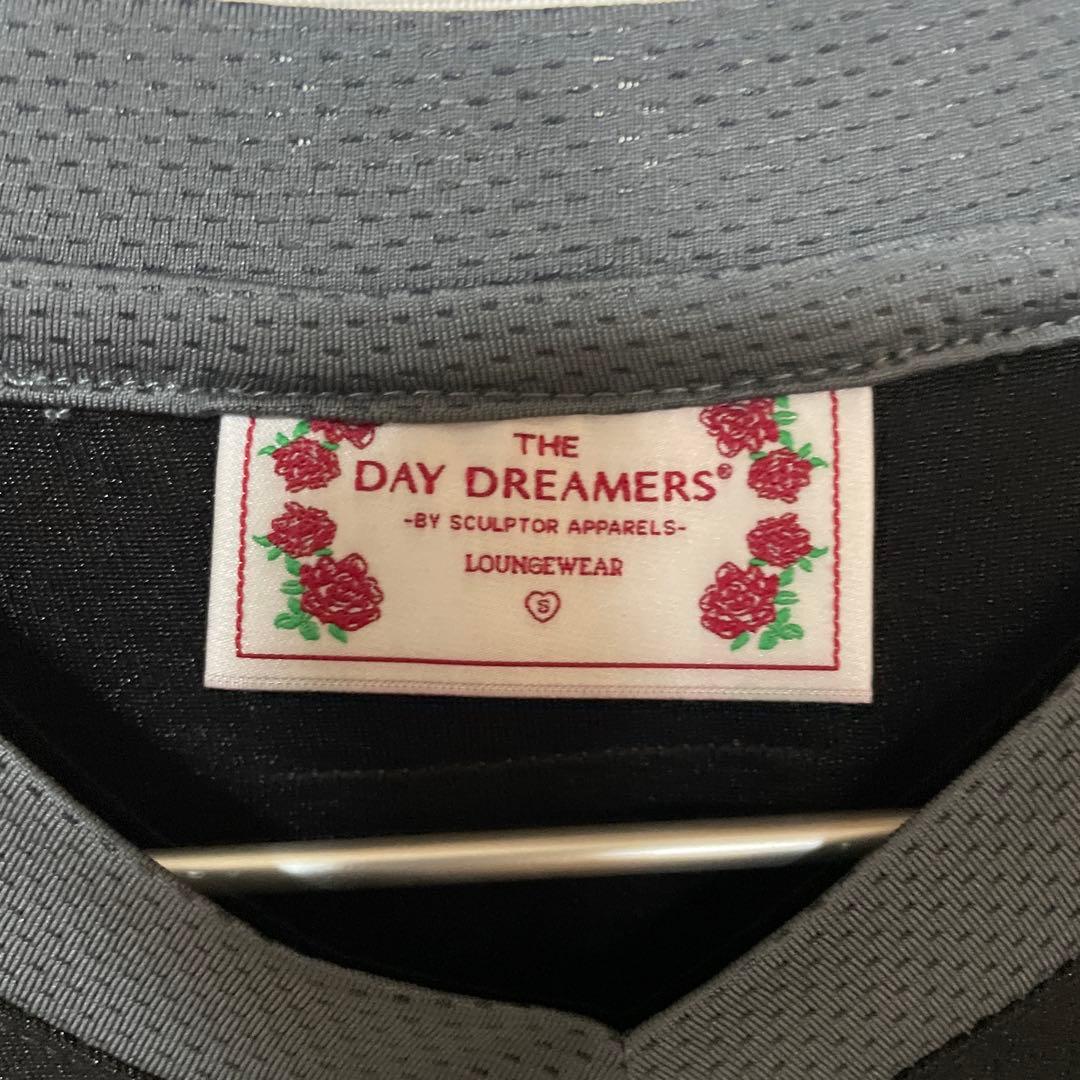 THE
DAY DREAMERS®
-BY SCULPTOR APPARELS-
LOUNGEWEAR
S